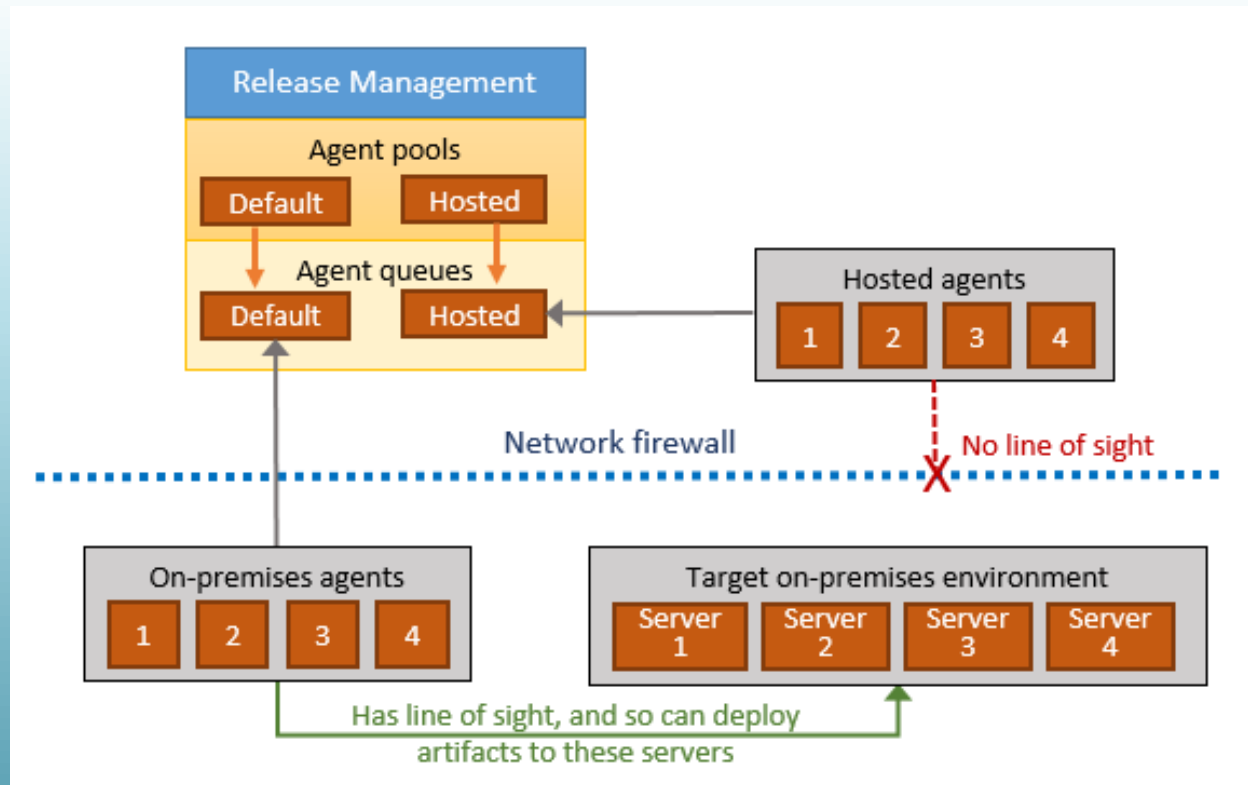 Release Management
Agent pools
Default
Hosted
Agent queues
Default
Hosted
Hosted agents
1 2 3 4
Network firewall
No line of sight
X
On-premises agents
1 2 3 4
Target on-premises environment
Server
1
Server
2
Server
3
Server
4
Has line of sight, and so can deploy
artifacts to these servers